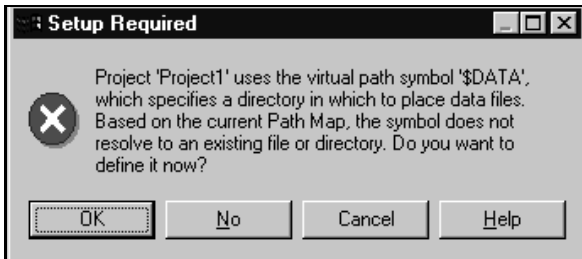 Setup Required
Project 'Project1' uses the virtual path symbol '$DATA',
which specifies a directory in which to place data files.
Based on the current Path Map, the symbol does not
resolve to an existing file or directory. Do you want to
define it now?
OK No Cancel Help